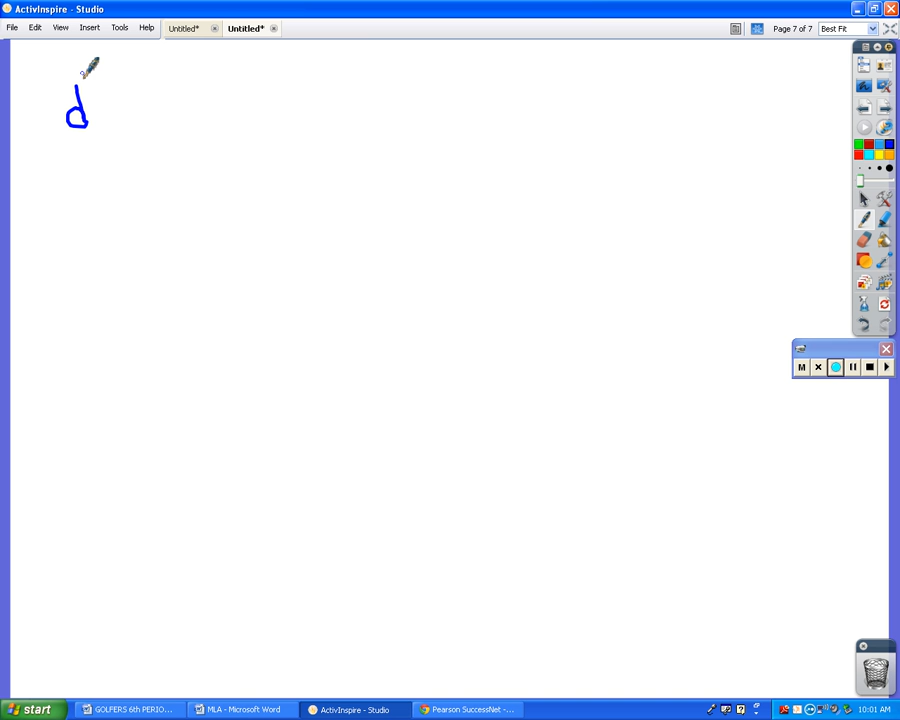 ActivInspire - Studio
File Edit View Insert Tools Help Untitled* Untitled* Page 7 of 7 Best Fit
d
M
start GOLFERS 6th PERIO... MLA - Microsoft Word ActivInspire - Studio Pearson SuccessNet -... 10:01 AM